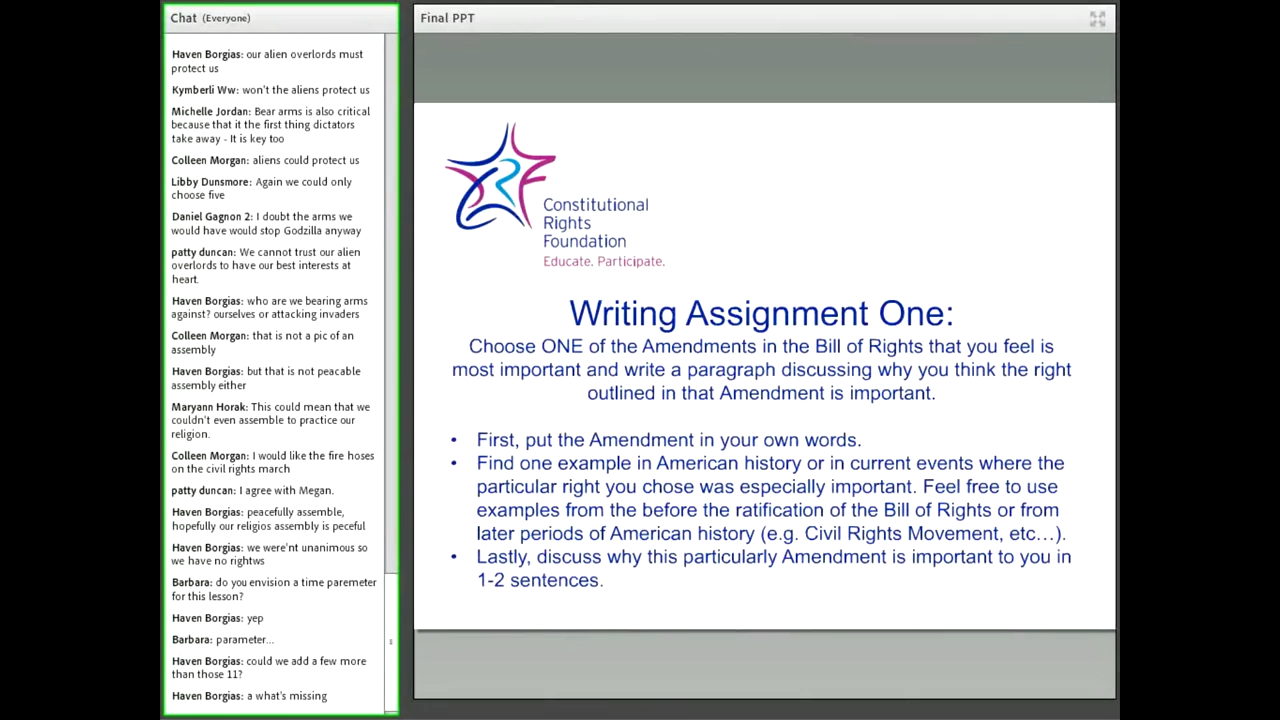 Chat (Everyone)
Haven Borgias: our alien overlords must
protect us
Kymberli Ww: won't the aliens protect us
Michelle Jordan: Bear arms is also critical
because that it the first thing dictators
take away - It is key too
Colleen Morgan: aliens could protect us
Libby Dunsmore: Again we could only
choose five
Daniel Gagnon 2: I doubt the arms we
would have would stop Godzilla anyway
patty duncan: We cannot trust our alien
overlords to have our best interests at
heart.
Haven Borgias: who are we bearing arms
against? ourselves or attacking invaders
Colleen Morgan: that is not a pic of an
assembly
Haven Borgias: but that is not peacable
assembly either
Maryann Horak: This could mean that we
couldn't even assemble to practice our
religion.
Colleen Morgan: I would like the fire hoses
on the civil rights march
patty duncan: I agree with Megan.
Haven Borgias: peacefully assemble,
hopefully our religios assembly is peceful
Haven Borgias: we were'nt unanimous so
we have no rightws
Barbara: do you envision a time paremeter
for this lesson?
Haven Borgias: yep
Barbara: parameter...
Haven Borgias: could we add a few more
than those 11?
Haven Borgias: a what's missing
Final PPT
CRF
Constitutional
Rights
Foundation
Educate. Participate.
Writing Assignment One:
Choose ONE of the Amendments in the Bill of Rights that you feel is
most important and write a paragraph discussing why you think the right
outlined in that Amendment is important.
• First, put the Amendment in your own words.
• Find one example in American history or in current events where the
particular right you chose was especially important. Feel free to use
examples from the before the ratification of the Bill of Rights or from
later periods of American history (e.g. Civil Rights Movement, etc…).
• Lastly, discuss why this particularly Amendment is important to you in
1-2 sentences.